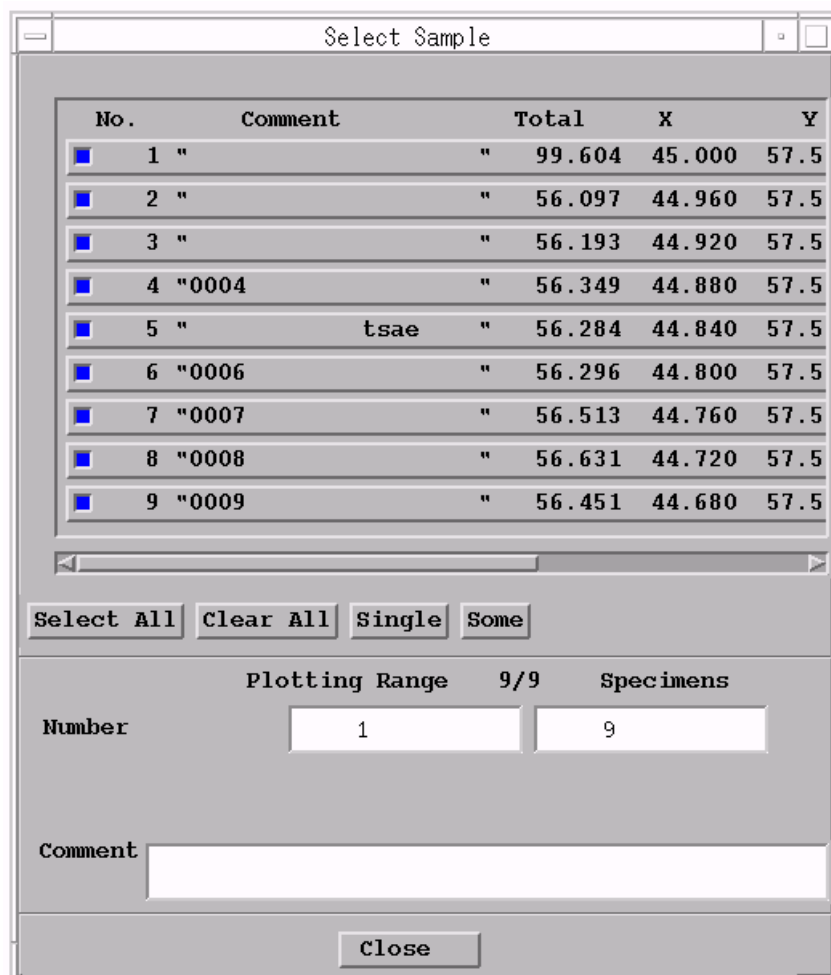 Select Sample
No. Comment Total X Y
1 " " 99.604 45.000 57.5
2 " " 56.097 44.960 57.5
3 " " 56.193 44.920 57.5
4 "0004 " 56.349 44.880 57.5
5 " tsae " 56.284 44.840 57.5
6 "0006 " 56.296 44.800 57.5
7 "0007 " 56.513 44.760 57.5
8 "0008 " 56.631 44.720 57.5
9 "0009 " 56.451 44.680 57.5
Select All Clear All Single Some
Plotting Range 9/9 Specimens
Number 1 9
Comment
Close